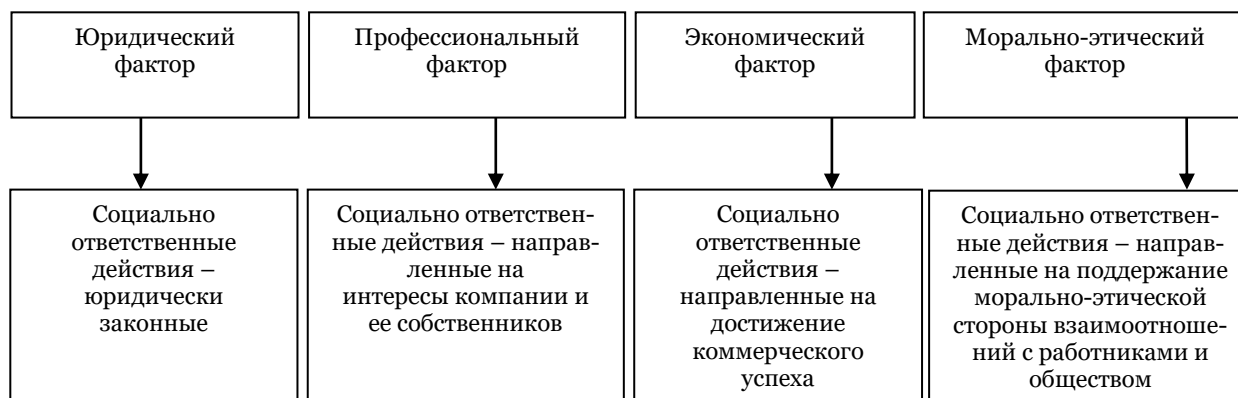 Юридический
фактор
Профессиональный
фактор
Экономический
фактор
Морально-этический
фактор
Социально
ответственные
действия –
юридически
законные
Социально ответствен-
ные действия – направ-
ленные на
интересы компании и
ее собственников
Социально
ответственные
действия –
направленные на
достижение
коммерческого
успеха
Социально ответствен-
ные действия – направ-
ленные на поддержание
морально-этической
стороны взаимоотноше-
ний с работниками и
обществом